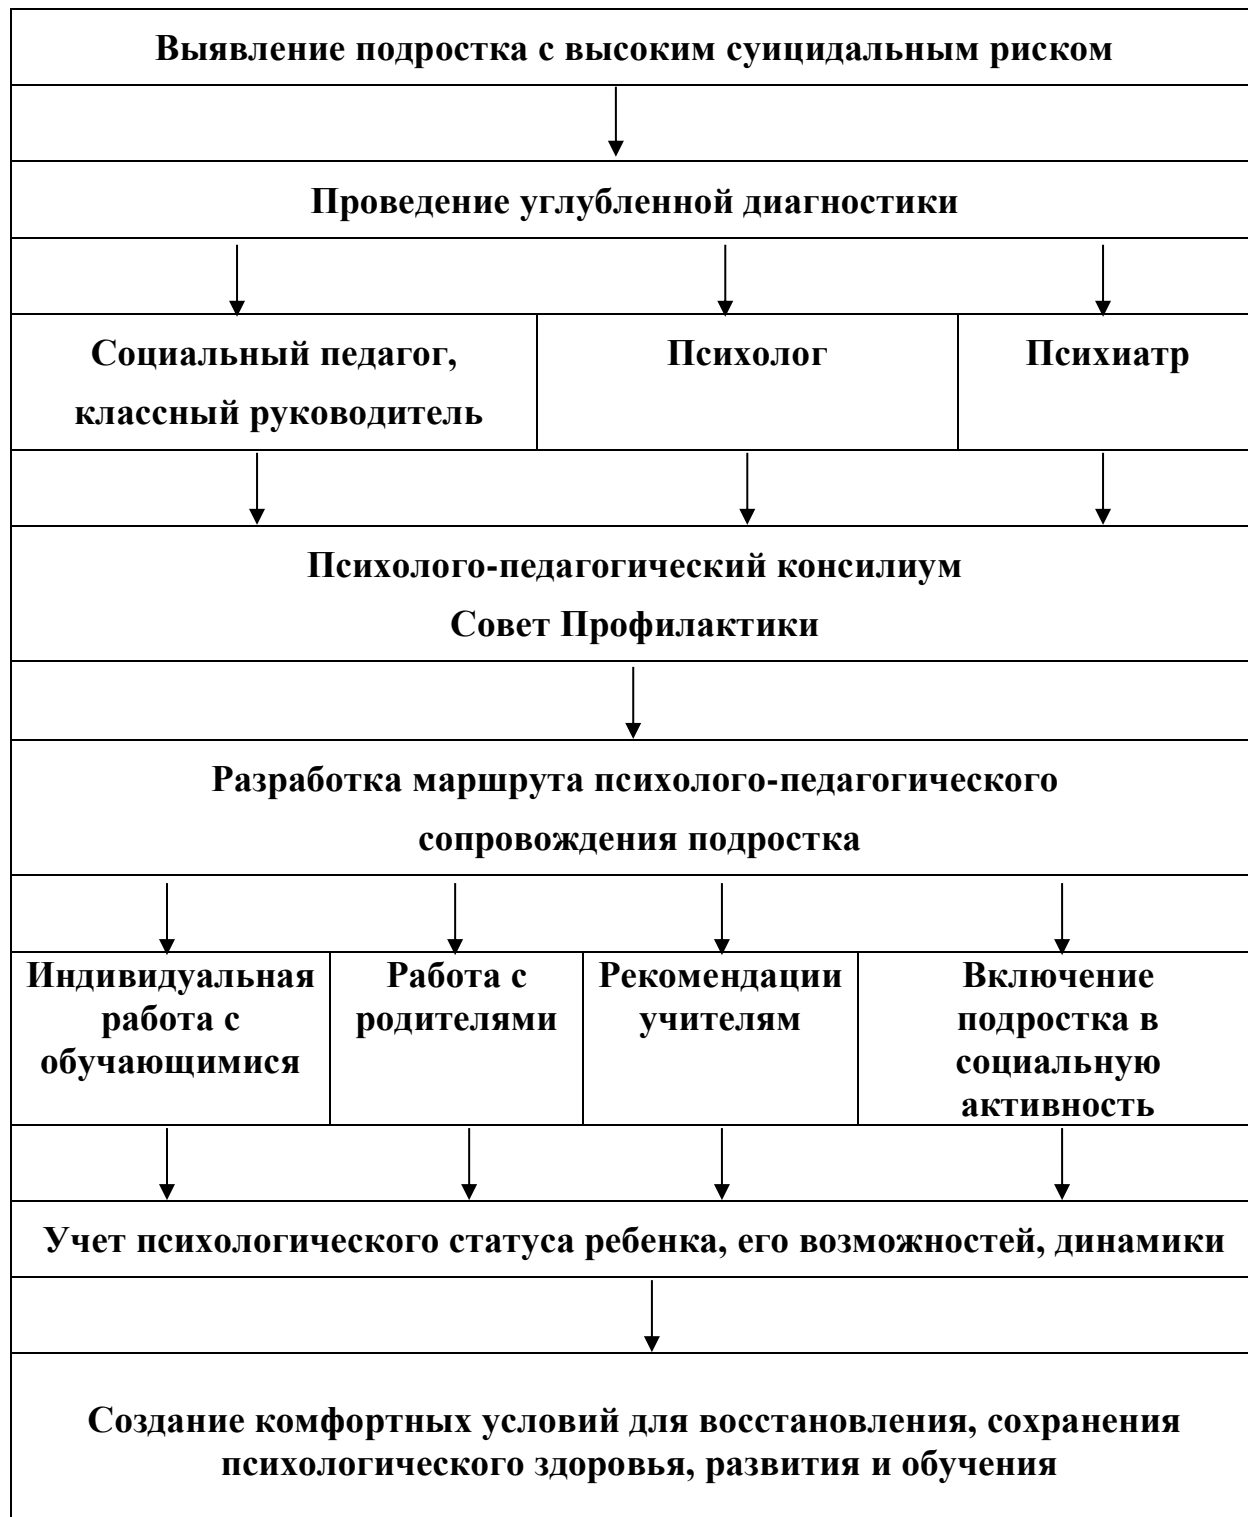 Выявление подростка с высоким суицидальным риском
Проведение углубленной диагностики
Социальный педагог,
классный руководитель
Психолог
Психиатр
Психолого-педагогический консилиум
Совет Профилактики
Разработка маршрута психолого-педагогического
сопровождения подростка
Индивидуальная
работа с
обучающимися
Работа с
родителями
Рекомендации
учителям
Включение
подростка в
социальную
активность
Учет психологического статуса ребенка, его возможностей, динамики
Создание комфортных условий для восстановления, сохранения
психологического здоровья, развития и обучения